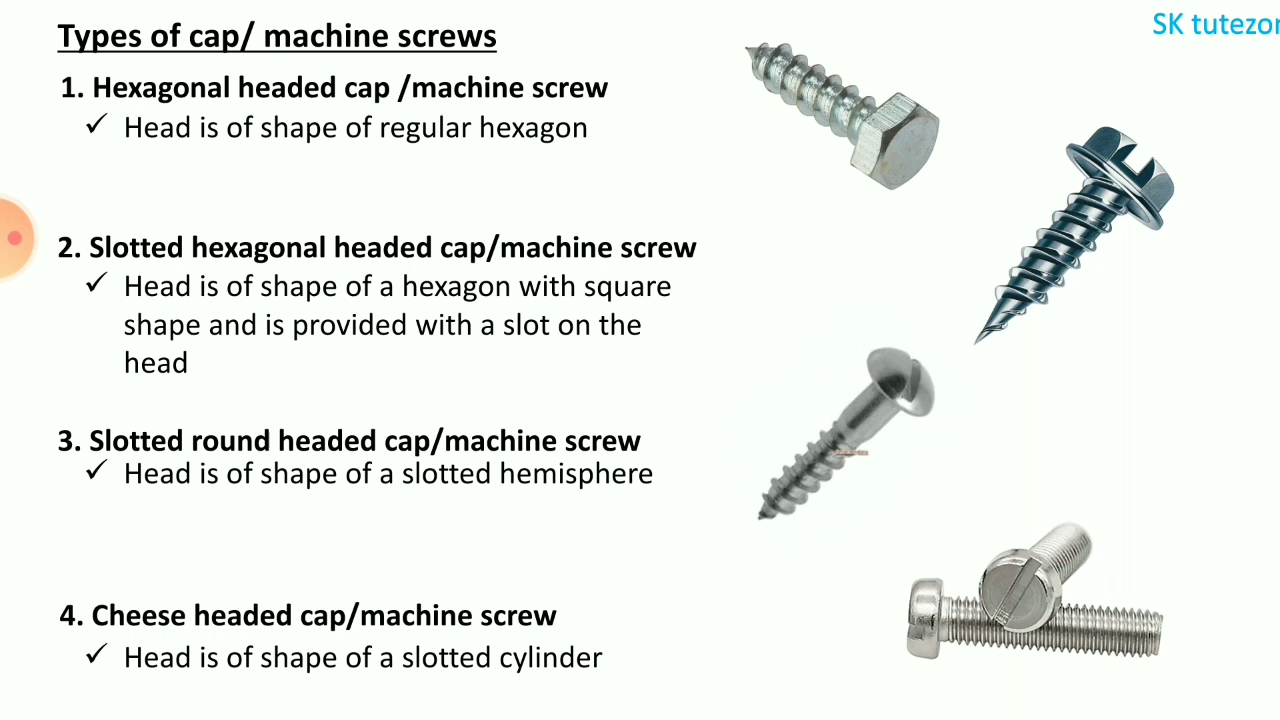 Types of cap/ machine screws
SK tutezor
1. Hexagonal headed cap /machine screw
✓ Head is of shape of regular hexagon
2. Slotted hexagonal headed cap/machine screw
✓ Head is of shape of a hexagon with square
shape and is provided with a slot on the
head
3. Slotted round headed cap/machine screw
✓ Head is of shape of a slotted hemisphere
4. Cheese headed cap/machine screw
✓ Head is of shape of a slotted cylinder